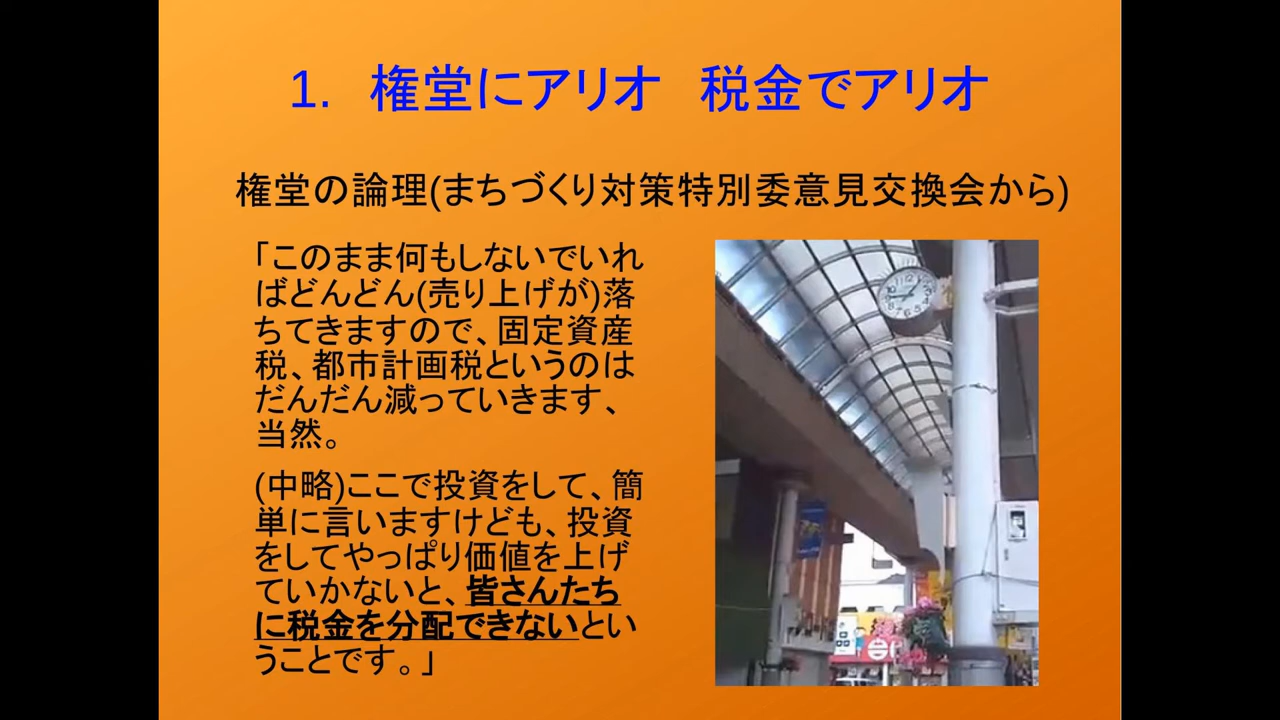 1. 権堂にアリオ 税金でアリオ
権堂の論理(まちづくり対策特別委意見交換会から)
「このまま何もしないでいれ
ばどんどん(売り上げが)落
ちてきますので、固定資産
税、都市計画税というのは
だんだん減っていきます、
当然。
(中略)ここで投資をして、簡
単に言いますけども、投資
をしてやっぱり価値を上げ
ていかないと、皆さんたち
に税金を分配できないとい
うことです。」